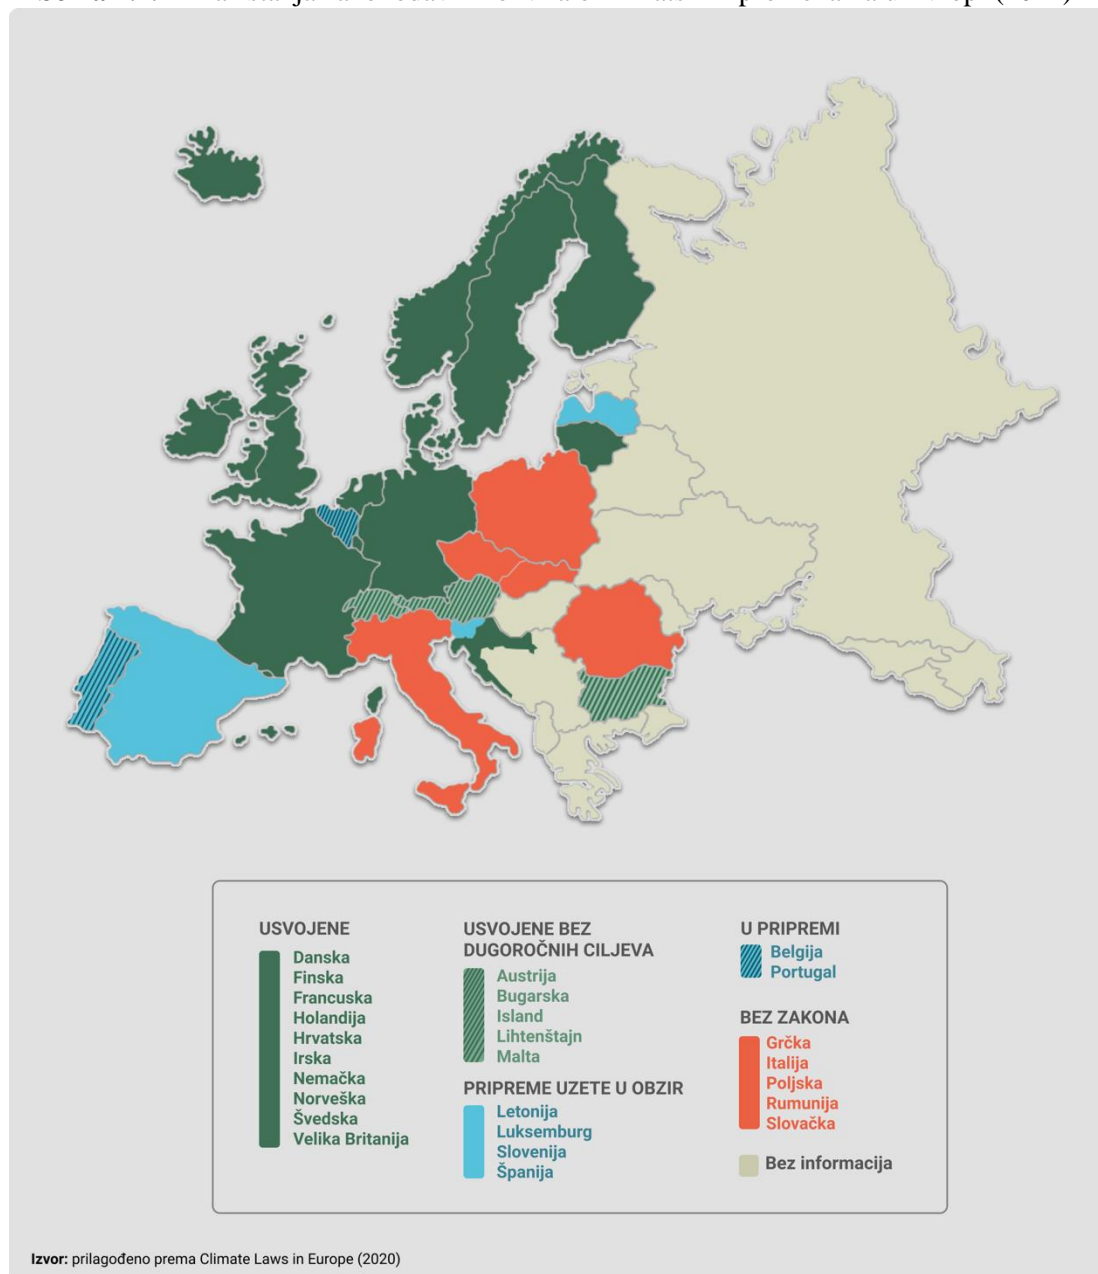 USVOJENE
Danska
Finska
Francuska
Holandija
Hrvatska
Irska
Nemačka
Norveška
Švedska
Velika Britanija
USVOJENE BEZ
DUGOROČNIH CILJEVA
Austrija
Bugarska
Island
Lihtenštajn
Malta
PRIPREME UZETE U OBZIR
Letonija
Luksemburg
Slovenija
Španija
U PRIPREMI
Belgija
Portugal
BEZ ZAKONA
Grčka
Italija
Poljska
Rumunija
Slovačka
Bez informacija
Izvor: prilagođeno prema Climate Laws in Europe (2020)